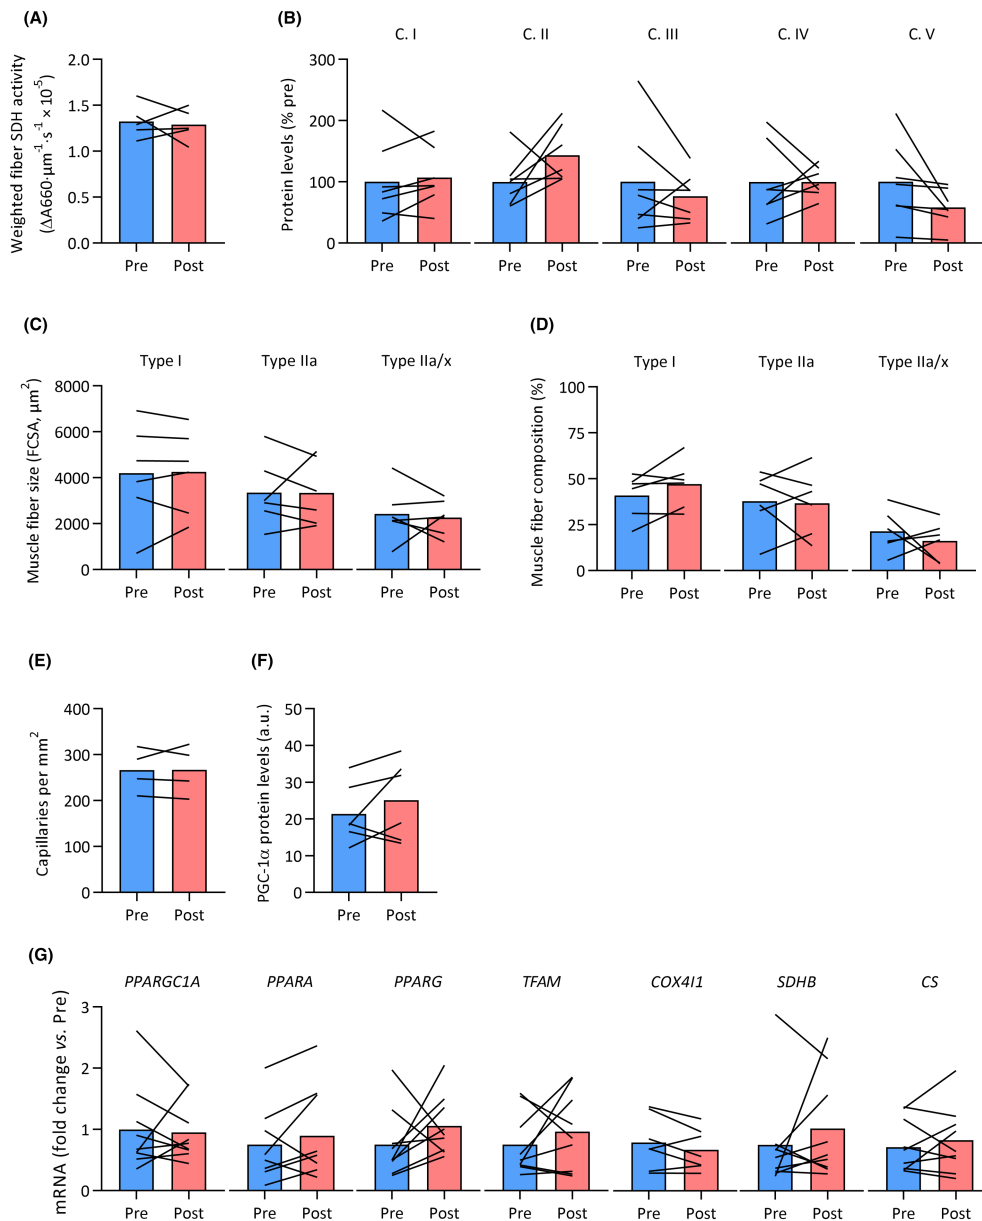 (A)
Weighted fiber SDH activity
(ΔA660·µm⁻¹·s⁻¹ × 10⁻⁵)
2.0
1.5
1.0
0.5
0.0
Pre Post
(B)
C. I C. II C. III C. IV C. V
Protein levels (% pre)
300
200
100
0
Pre Post Pre Post Pre Post Pre Post Pre Post
(C)
Type I Type IIa Type IIa/x
Muscle fiber size (FCSA, µm²)
8000
6000
4000
2000
0
Pre Post Pre Post Pre Post
(D)
Type I Type IIa Type IIa/x
Muscle fiber composition (%)
100
75
50
25
0
Pre Post Pre Post Pre Post
(E)
Capillaries per mm²
400
300
200
100
0
Pre Post
(F)
PGC-1α protein levels (a.u.)
50
40
30
20
10
0
Pre Post
(G)
PPARGC1A PPARA PPARG TFAM COX4I1 SDHB CS
mRNA (fold change vs. Pre)
3
2
1
0
Pre Post Pre Post Pre Post Pre Post Pre Post Pre Post Pre Post